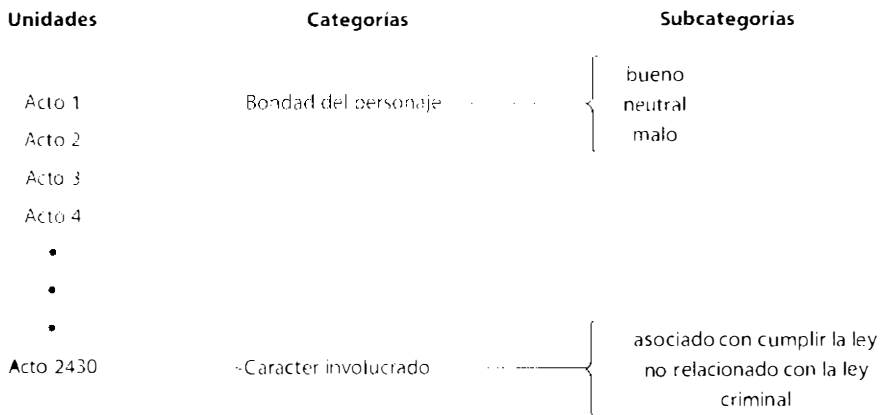 Unidades Categorías Subcategorías
bueno
Acto 1 Bondad del personaje neutral
Acto 2 malo
Acto 3
Acto 4
asociado con cumplir la ley
Acto 2430 Caracter involucrado no relacionado con la ley
criminal